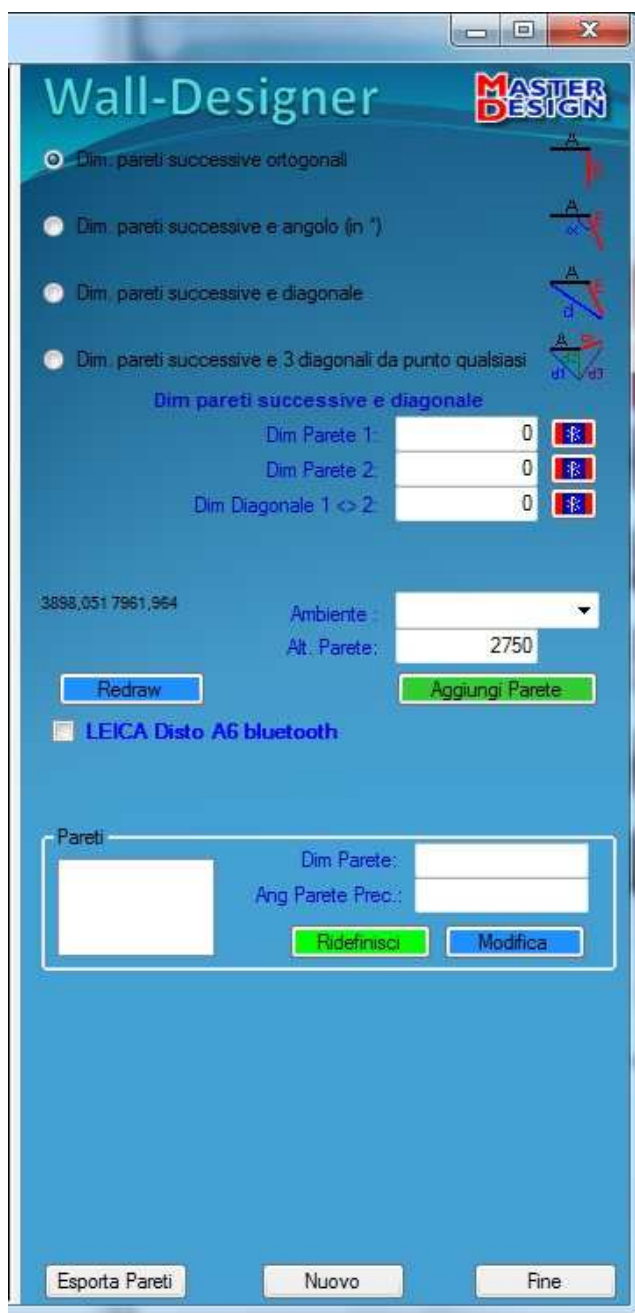 Wall-Designer
MASTER DESIGN
Dim. pareti successive ortogonali
A
Dim. pareti successive e angolo (in °)
A
α
Dim. pareti successive e diagonale
A
d
Dim. pareti successive e 3 diagonali da punto qualsiasi
A
d1 d3
Dim pareti successive e diagonale
Dim Parete 1: 0
Dim Parete 2: 0
Dim Diagonale 1 <> 2: 0
3898,051 7961,964
Ambiente :
Alt. Parete: 2750
Redraw
Aggiungi Parete
LEICA Disto A6 bluetooth
Pareti
Dim Parete:
Ang Parete Prec.:
Ridefinisci
Modifica
Esporta Pareti
Nuovo
Fine